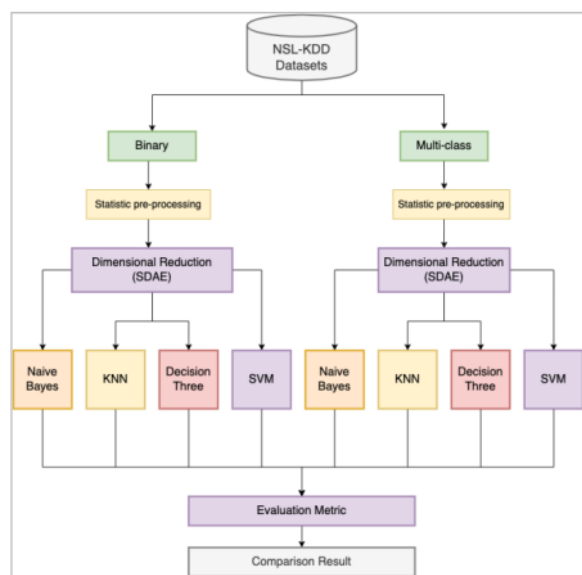 NSL-KDD
Datasets
Binary
Multi-class
Statistic pre-processing
Statistic pre-processing
Dimensional Reduction
(SDAE)
Dimensional Reduction
(SDAE)
Naive
Bayes
KNN
Decision
Three
SVM
Naive
Bayes
KNN
Decision
Three
SVM
Evaluation Metric
Comparison Result